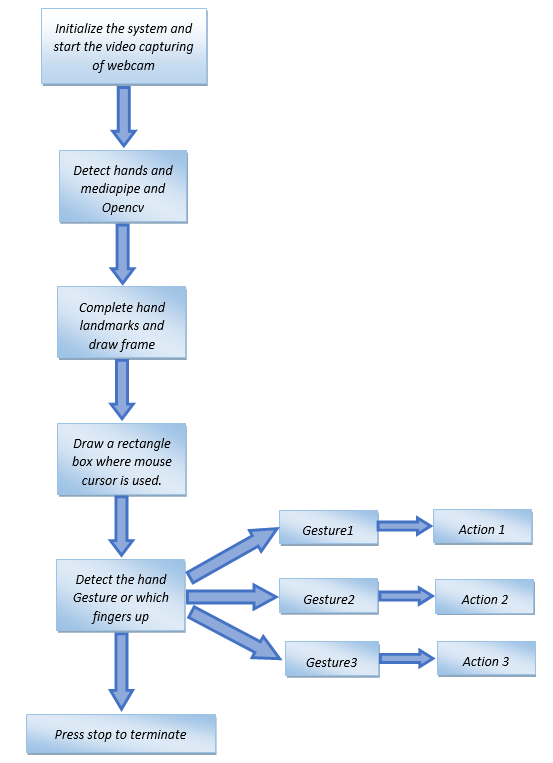 Initialize the system and
start the video capturing
of webcam
Detect hands and
mediapipe and
Opencv
Complete hand
landmarks and
draw frame
Draw a rectangle
box where mouse
cursor is used.
Detect the hand
Gesture or which
fingers up
Gesture1
Action 1
Gesture2
Action 2
Gesture3
Action 3
Press stop to terminate